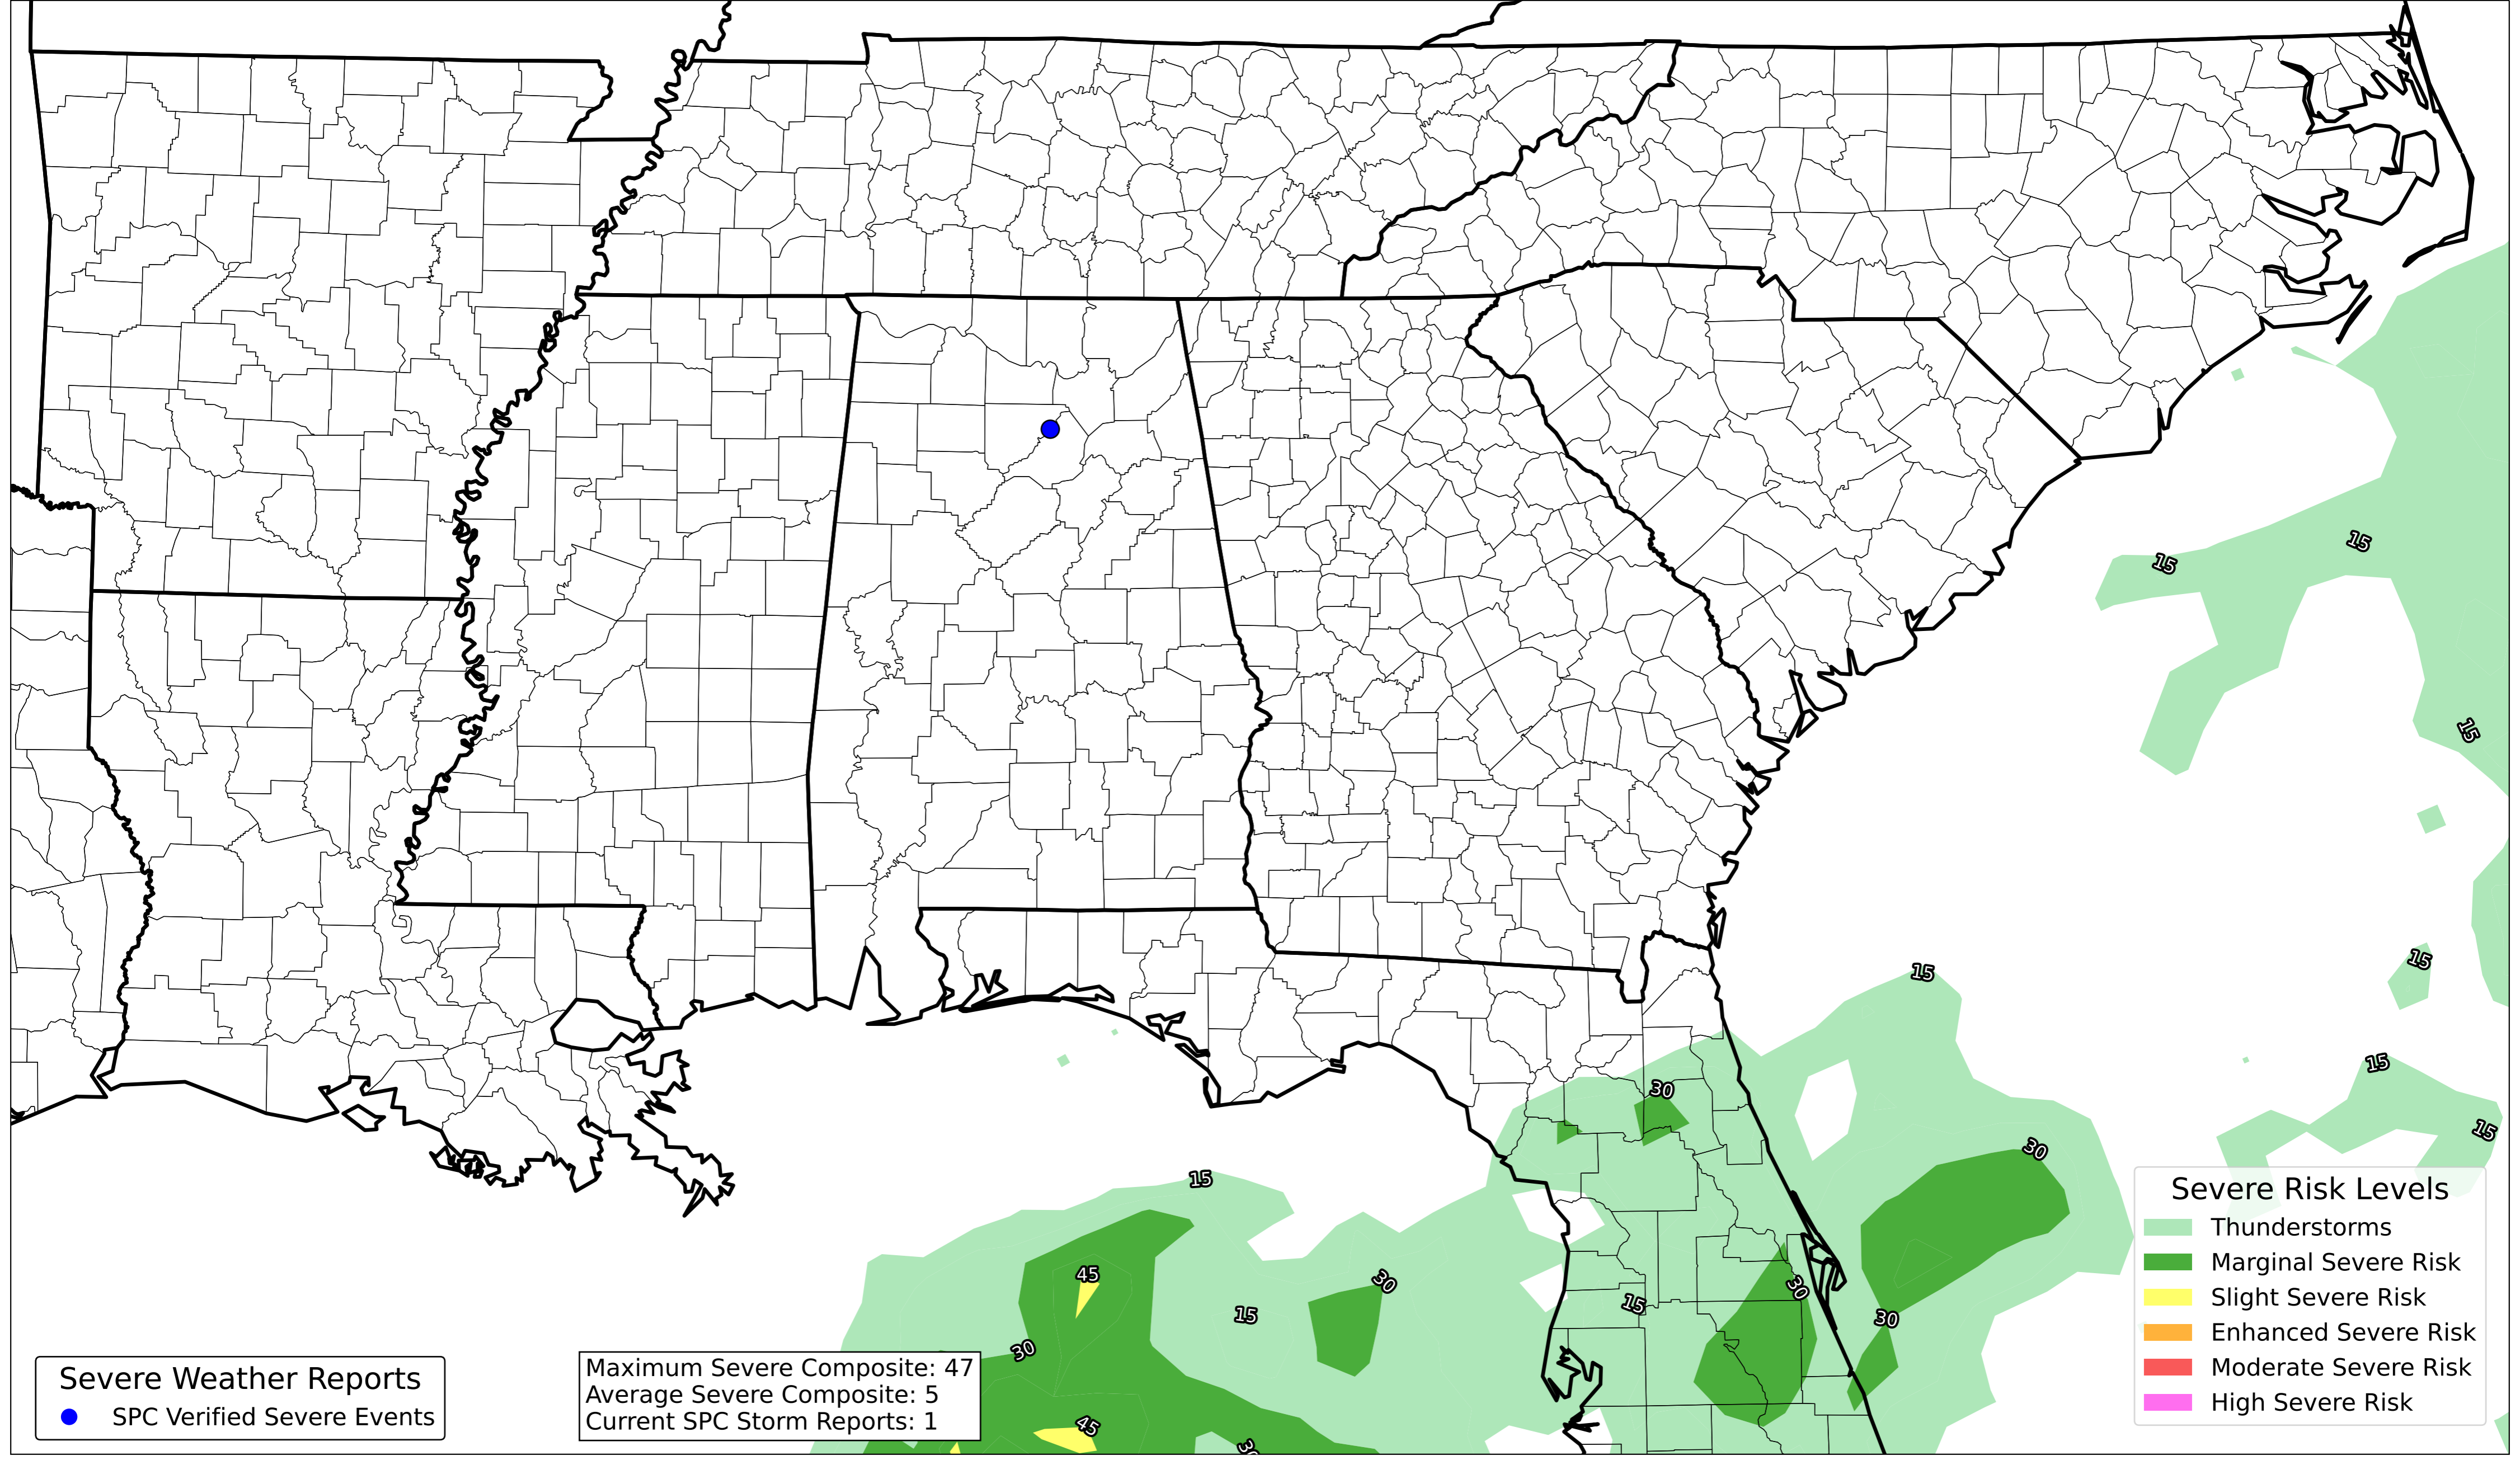 15
15
15
15
15
30
15
15
30
15
45
30
30
15
15
30
30
45
30
Severe Risk Levels
Thunderstorms
Marginal Severe Risk
Slight Severe Risk
Enhanced Severe Risk
Moderate Severe Risk
High Severe Risk
Severe Weather Reports
SPC Verified Severe Events
Maximum Severe Composite: 47
Average Severe Composite: 5
Current SPC Storm Reports: 1